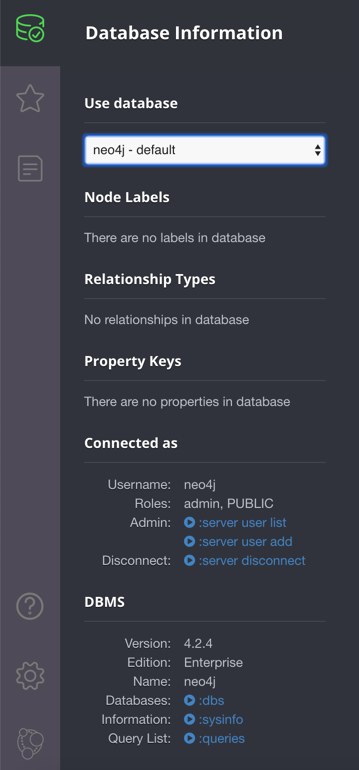 Database Information
Use database
neo4j - default
Node Labels
There are no labels in database
Relationship Types
No relationships in database
Property Keys
There are no properties in database
Connected as
Username: neo4j
Roles: admin, PUBLIC
Admin: :server user list
:server user add
Disconnect: :server disconnect
DBMS
Version: 4.2.4
Edition: Enterprise
Name: neo4j
Databases: :dbs
Information: :sysinfo
Query List: :queries